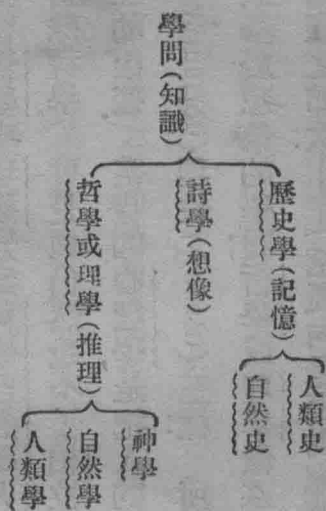 學問(知識)
歷史學(記憶)
人類史
自然史
詩學(想像)
哲學或理學(推理)
神學
自然學
人類學